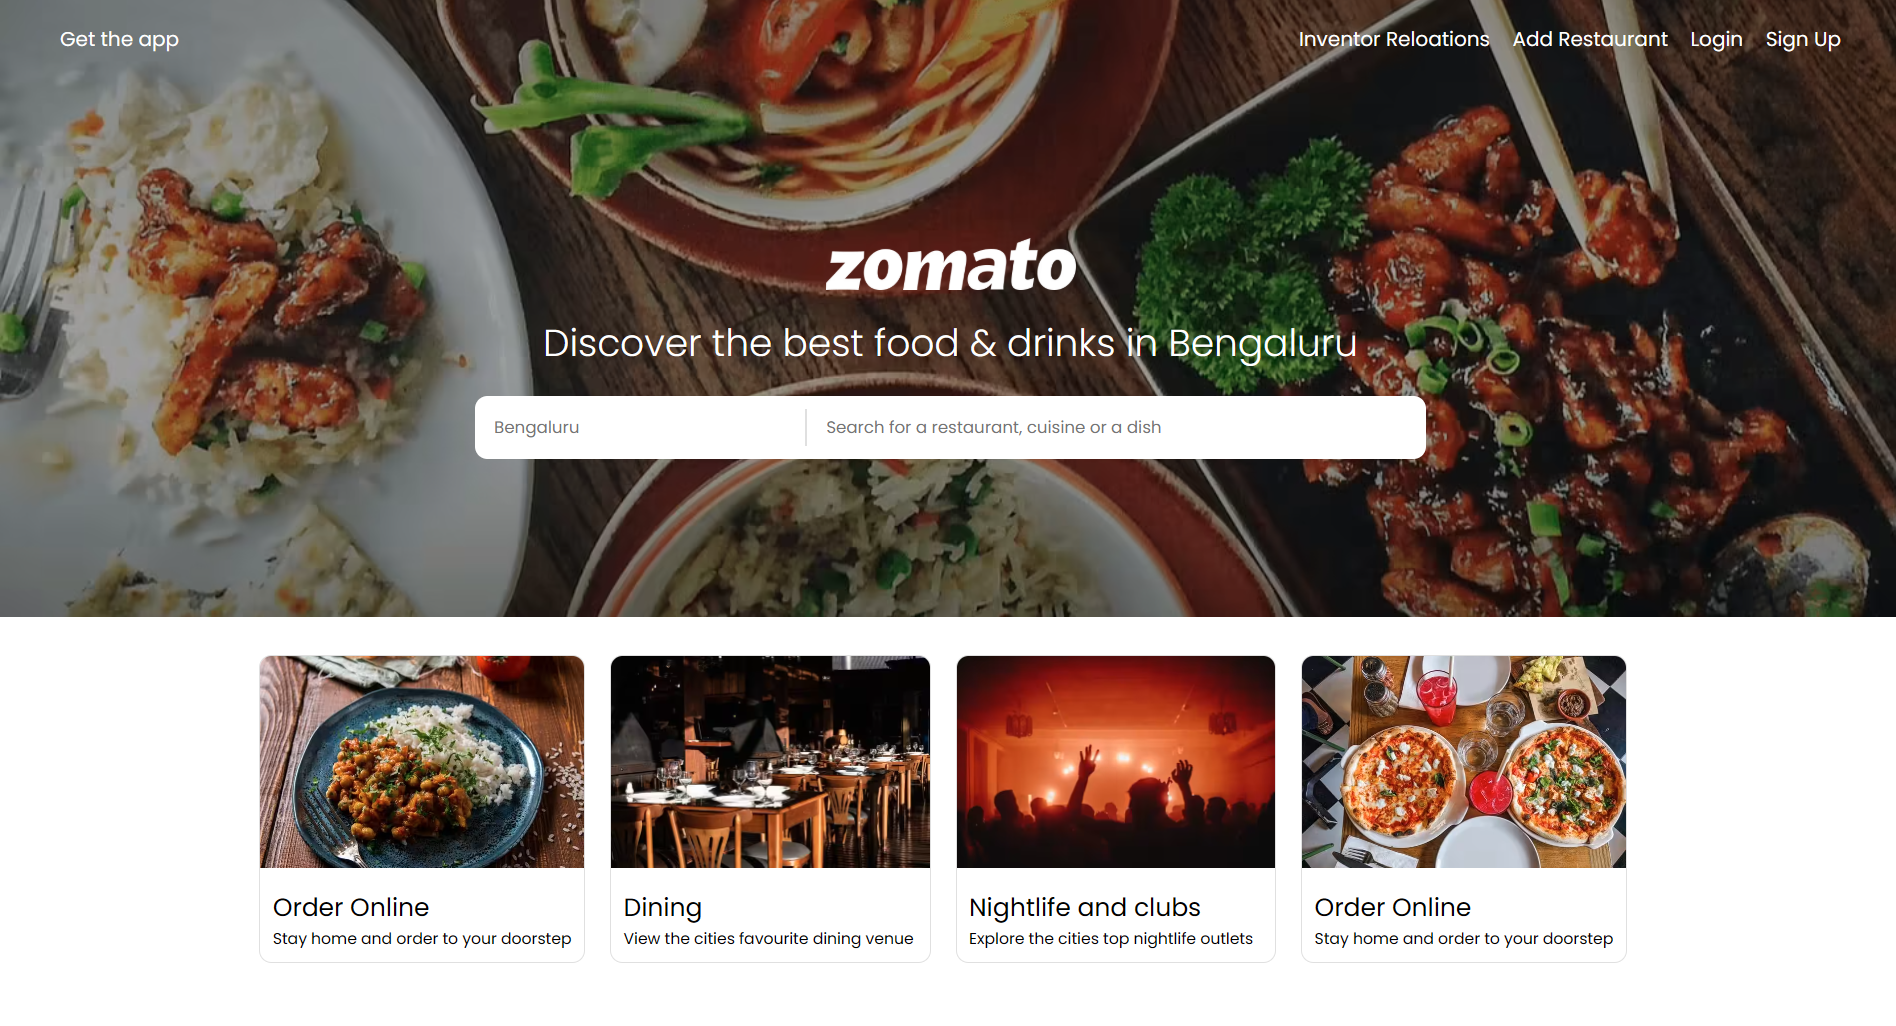 Get the app
Inventor Reloations Add Restaurant Login Sign Up
zomato
Discover the best food & drinks in Bengaluru
Bengaluru Search for a restaurant, cuisine or a dish
Order Online
Stay home and order to your doorstep
Dining
View the cities favourite dining venue
Nightlife and clubs
Explore the cities top nightlife outlets
Order Online
Stay home and order to your doorstep